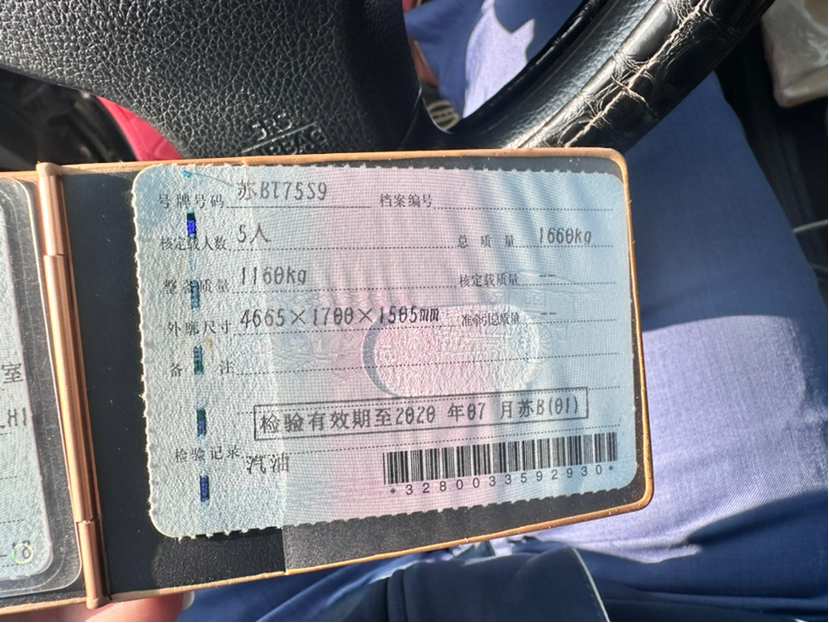 号牌号码 苏BT75S9 档案编号
核定载人数 5人 总质量 1660kg
整备质量 1160kg 核定载质量 --
外廓尺寸 4665×1700×1505mm 准牵引总质量 --
备注
检验有效期至2020年07月苏B(01)
检验记录
汽油
*3280033592930*
室